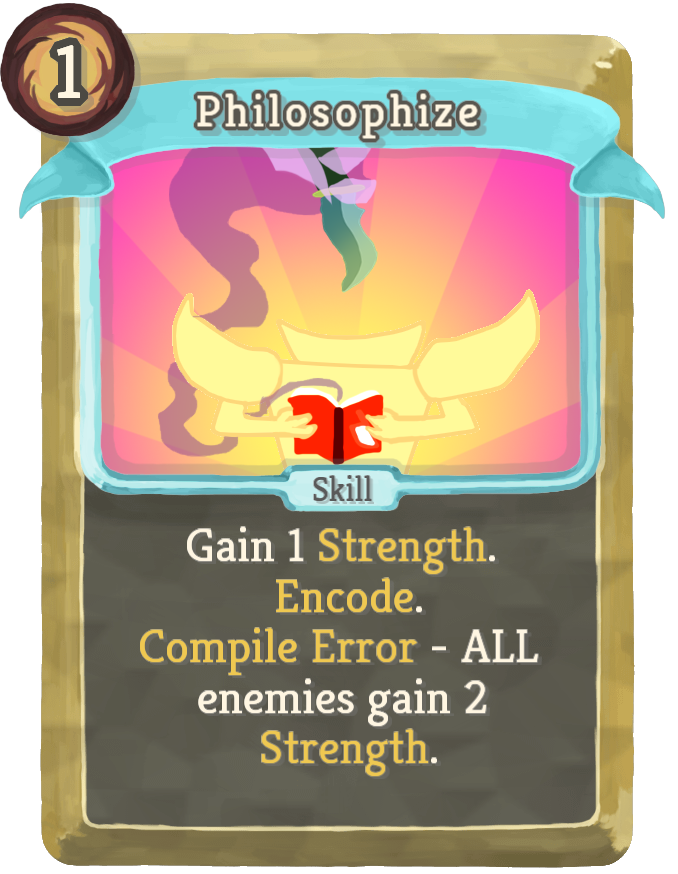 1
Philosophize
Skill
Gain 1 Strength.
Encode.
Compile Error - ALL
enemies gain 2
Strength.